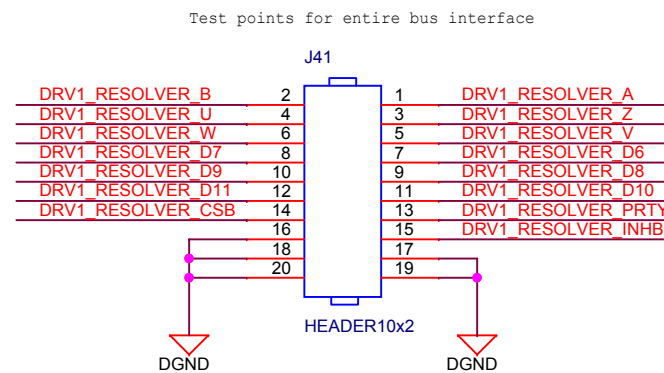 Test points for entire bus interface
J41
DRV1_RESOLVER_B 2 1 DRV1_RESOLVER_A
DRV1_RESOLVER_U 4 3 DRV1_RESOLVER_Z
DRV1_RESOLVER_W 6 5 DRV1_RESOLVER_V
DRV1_RESOLVER_D7 8 7 DRV1_RESOLVER_D6
DRV1_RESOLVER_D9 10 9 DRV1_RESOLVER_D8
DRV1_RESOLVER_D11 12 11 DRV1_RESOLVER_D10
DRV1_RESOLVER_CSB 14 13 DRV1_RESOLVER_PRTY
16 15 DRV1_RESOLVER_INHB
18 17
20 19
HEADER10x2
DGND DGND